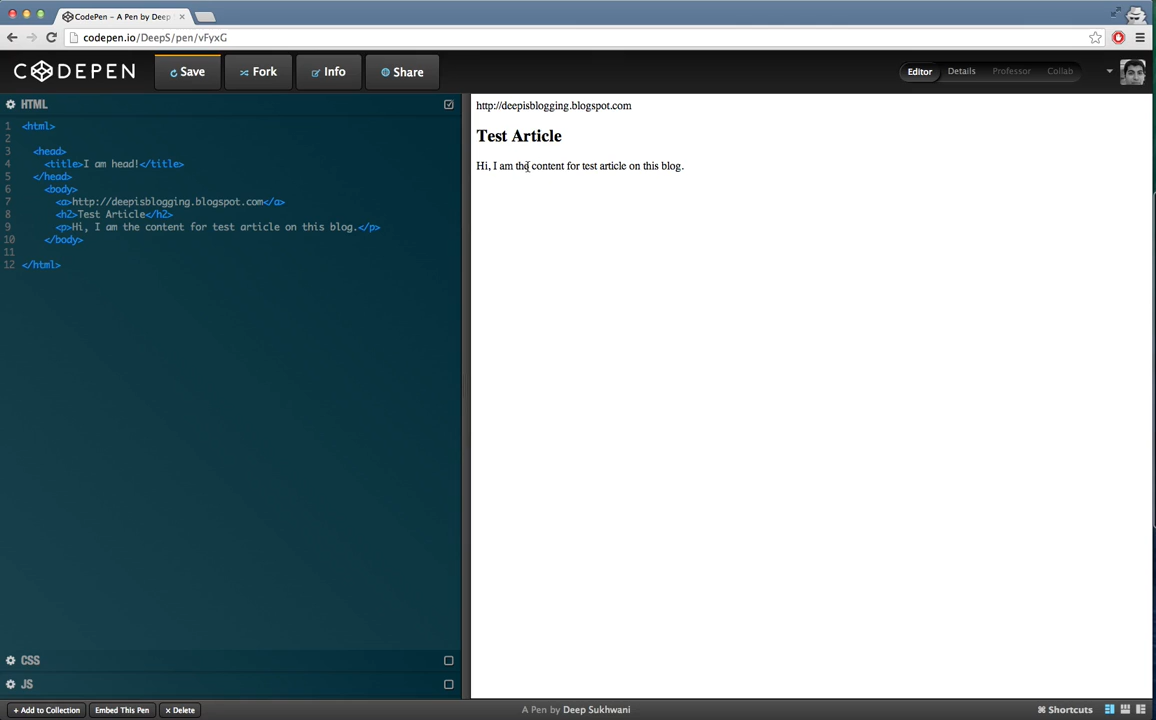 CodePen - A Pen by Deep
codepen.io/DeepS/pen/vFyxG
CODEPEN
Save
Fork
Info
Share
Editor
Details
Professor
Collab
HTML
1 <html>
2
3 <head>
4 <title>I am head!</title>
5 </head>
6 <body>
7 <a>http://deepisblogging.blogspot.com</a>
8 <h2>Test Article</h2>
9 <p>Hi, I am the content for test article on this blog.</p>
10 </body>
11
12 </html>
http://deepisblogging.blogspot.com
Test Article
Hi, I am the content for test article on this blog.
CSS
JS
+ Add to Collection
Embed This Pen
× Delete
A Pen by Deep Sukhwani
⌘ Shortcuts